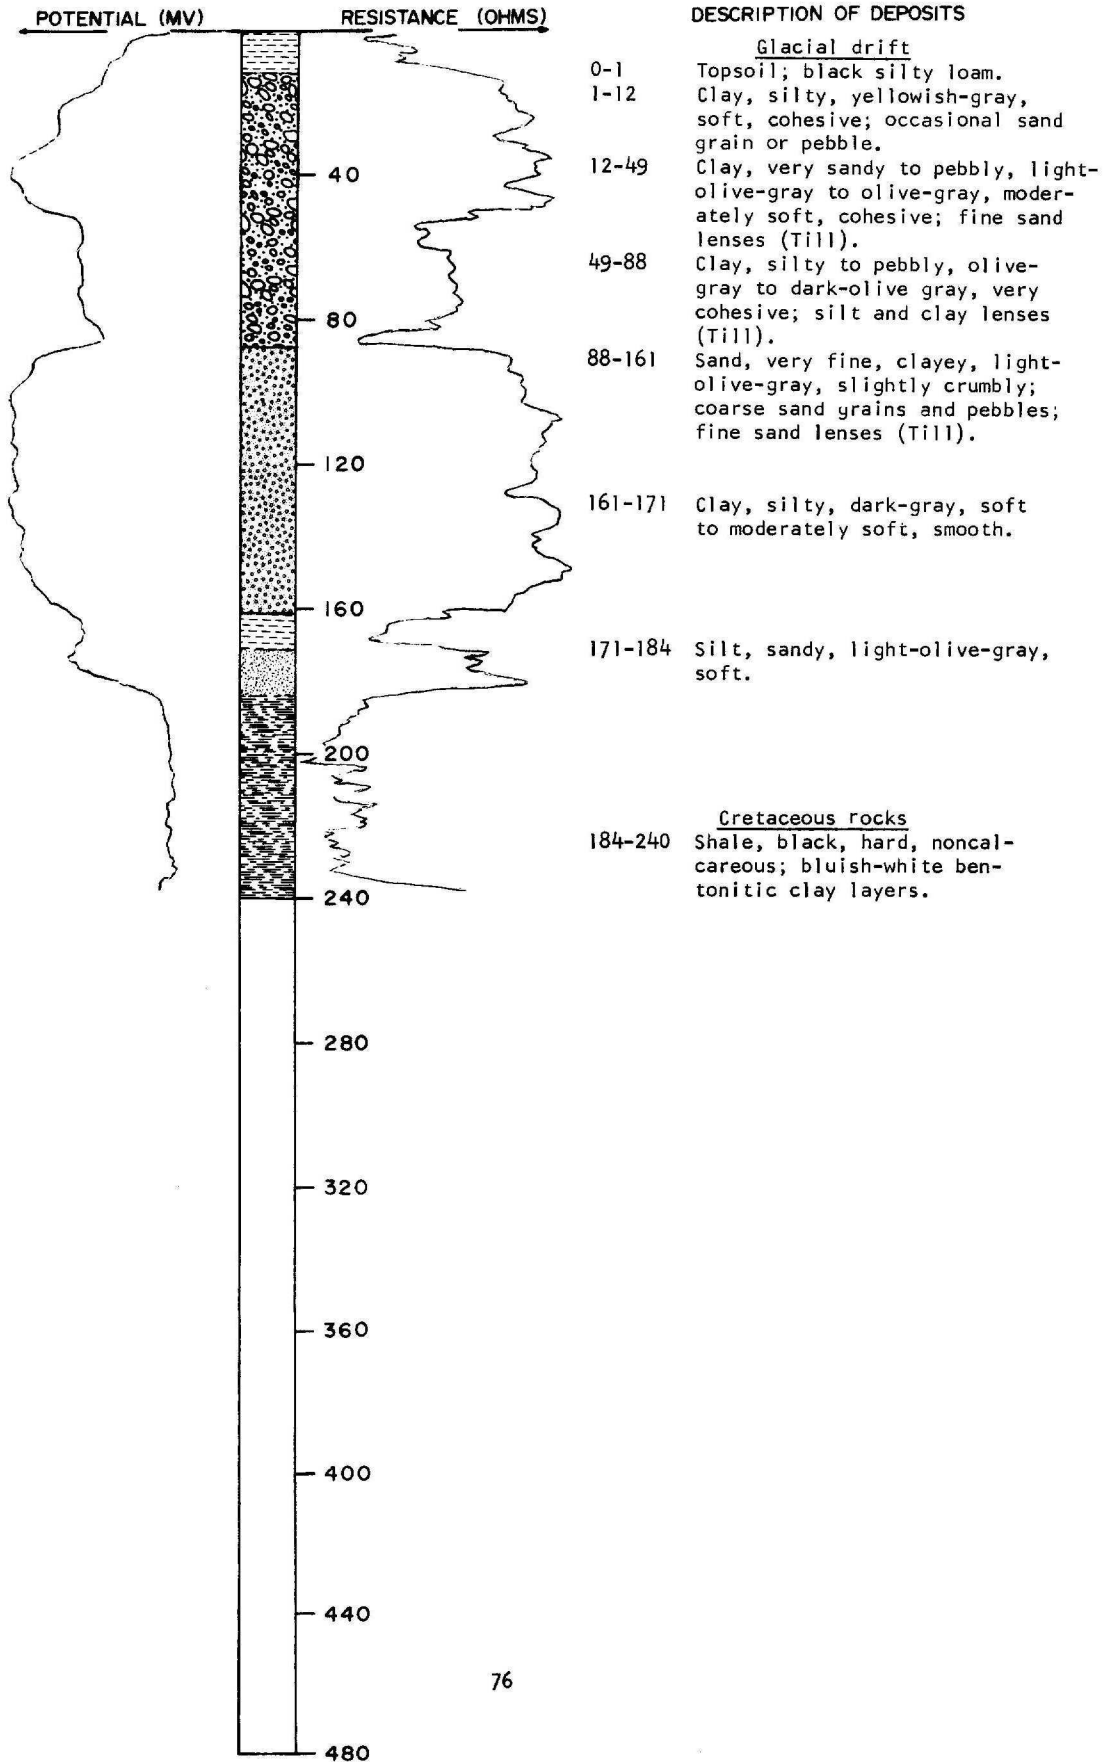 POTENTIAL (MV)
RESISTANCE (OHMS)
DESCRIPTION OF DEPOSITS
Glacial drift
0-1 Topsoil; black silty loam.
1-12 Clay, silty, yellowish-gray,
soft, cohesive; occasional sand
grain or pebble.
12-49 Clay, very sandy to pebbly, light-
olive-gray to olive-gray, moder-
ately soft, cohesive; fine sand
lenses (Till).
49-88 Clay, silty to pebbly, olive-
gray to dark-olive gray, very
cohesive; silt and clay lenses
(Till).
88-161 Sand, very fine, clayey, light-
olive-gray, slightly crumbly;
coarse sand grains and pebbles;
fine sand lenses (Till).
161-171 Clay, silty, dark-gray, soft
to moderately soft, smooth.
171-184 Silt, sandy, light-olive-gray,
soft.
Cretaceous rocks
184-240 Shale, black, hard, noncal-
careous; bluish-white ben-
tonitic clay layers.
40
80
120
160
200
240
280
320
360
400
440
480
76